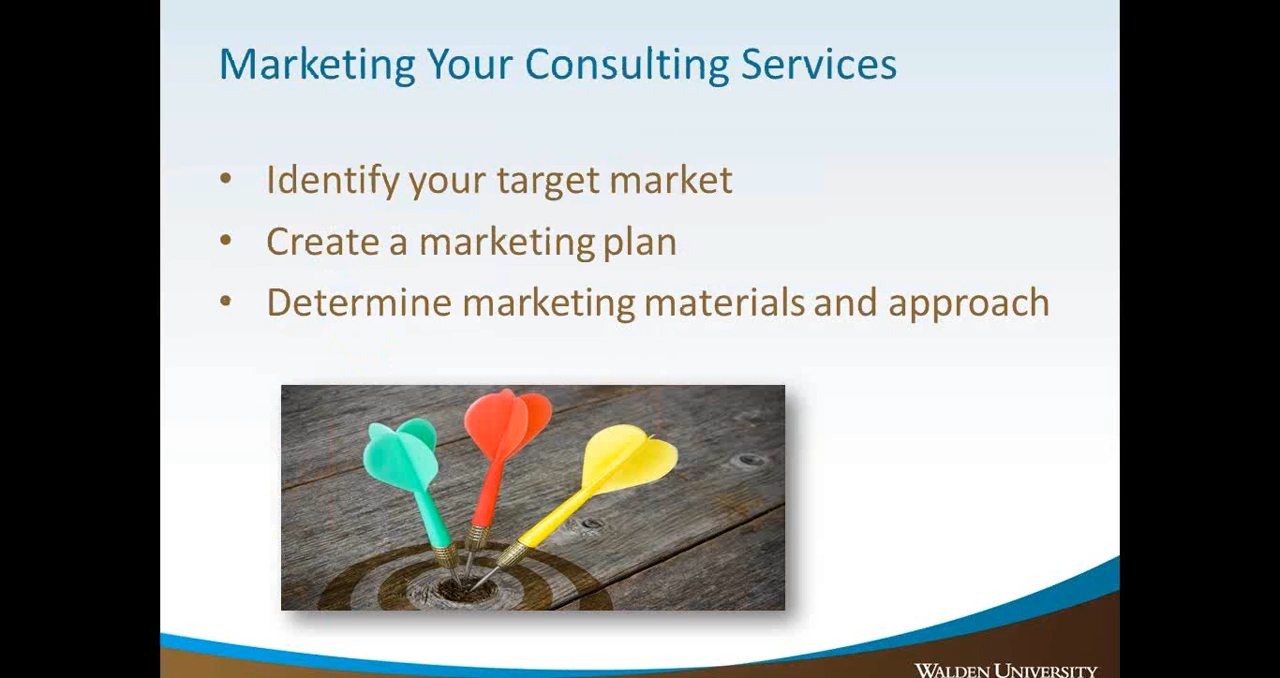 Marketing Your Consulting Services
• Identify your target market
• Create a marketing plan
• Determine marketing materials and approach
WALDEN UNIVERSITY